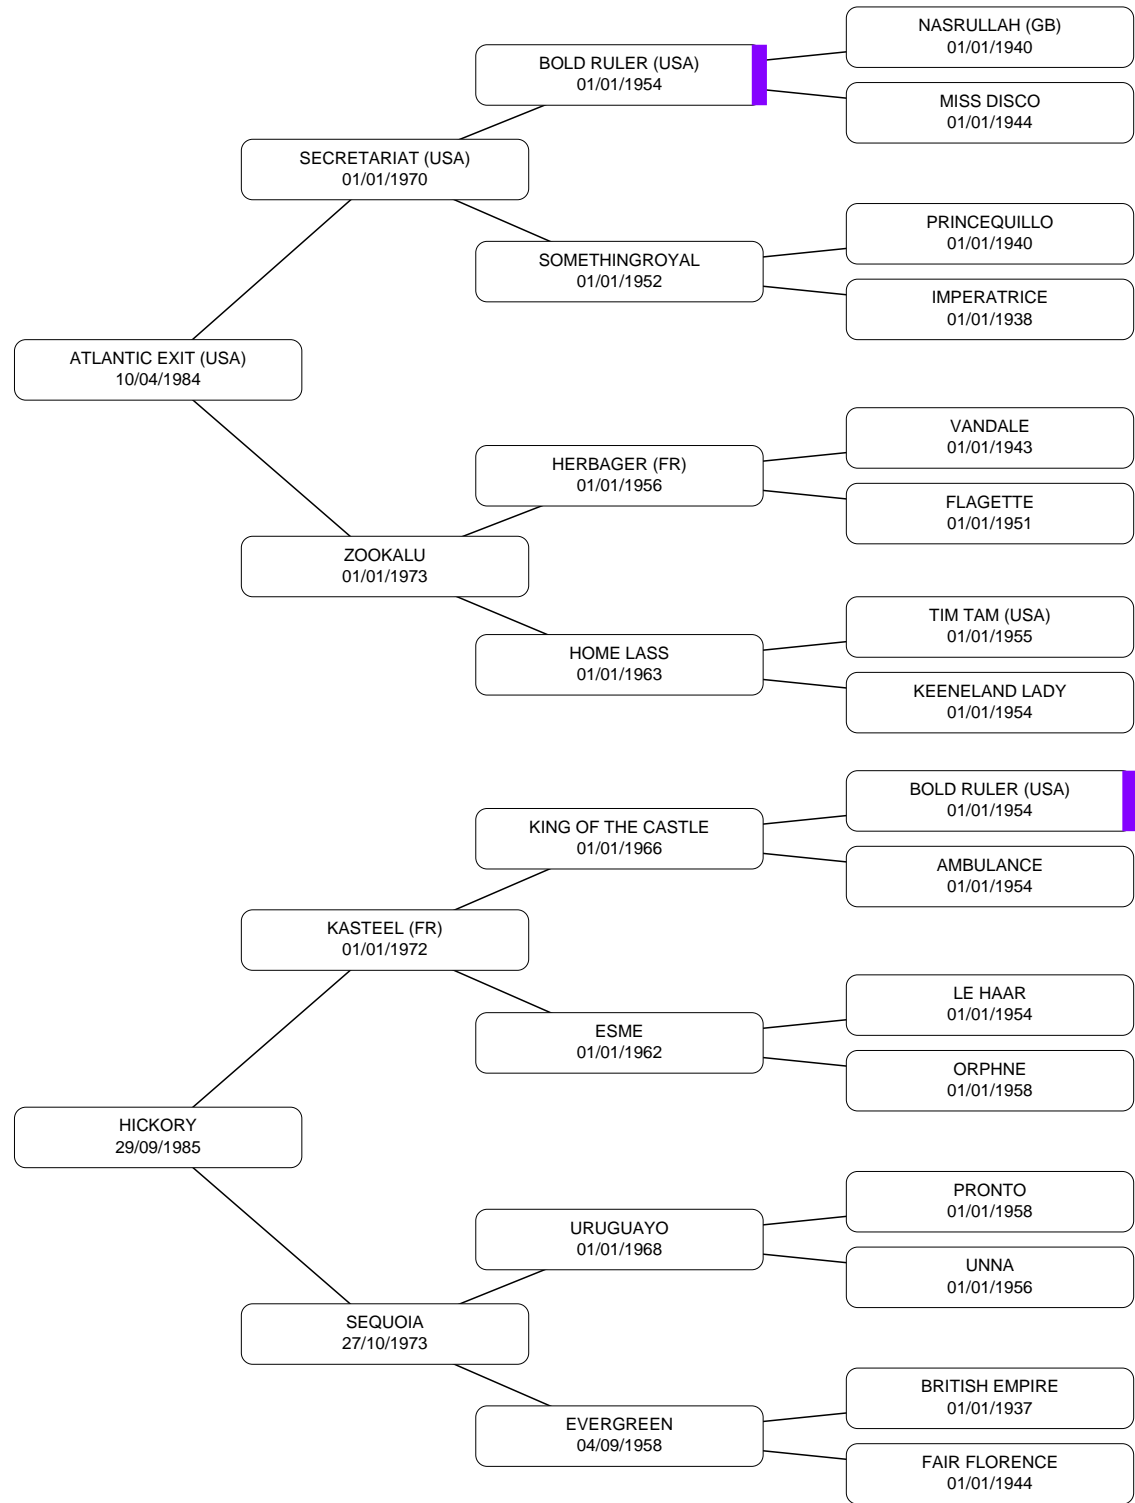 NASRULLAH (GB)
01/01/1940
BOLD RULER (USA)
01/01/1954
MISS DISCO
01/01/1944
SECRETARIAT (USA)
01/01/1970
PRINCEQUILLO
01/01/1940
SOMETHINGROYAL
01/01/1952
IMPERATRICE
01/01/1938
ATLANTIC EXIT (USA)
10/04/1984
VANDALE
01/01/1943
HERBAGER (FR)
01/01/1956
FLAGETTE
01/01/1951
ZOOKALU
01/01/1973
TIM TAM (USA)
01/01/1955
HOME LASS
01/01/1963
KEENELAND LADY
01/01/1954
BOLD RULER (USA)
01/01/1954
KING OF THE CASTLE
01/01/1966
AMBULANCE
01/01/1954
KASTEEL (FR)
01/01/1972
LE HAAR
01/01/1954
ESME
01/01/1962
ORPHNE
01/01/1958
HICKORY
29/09/1985
PRONTO
01/01/1958
URUGUAYO
01/01/1968
UNNA
01/01/1956
SEQUOIA
27/10/1973
BRITISH EMPIRE
01/01/1937
EVERGREEN
04/09/1958
FAIR FLORENCE
01/01/1944